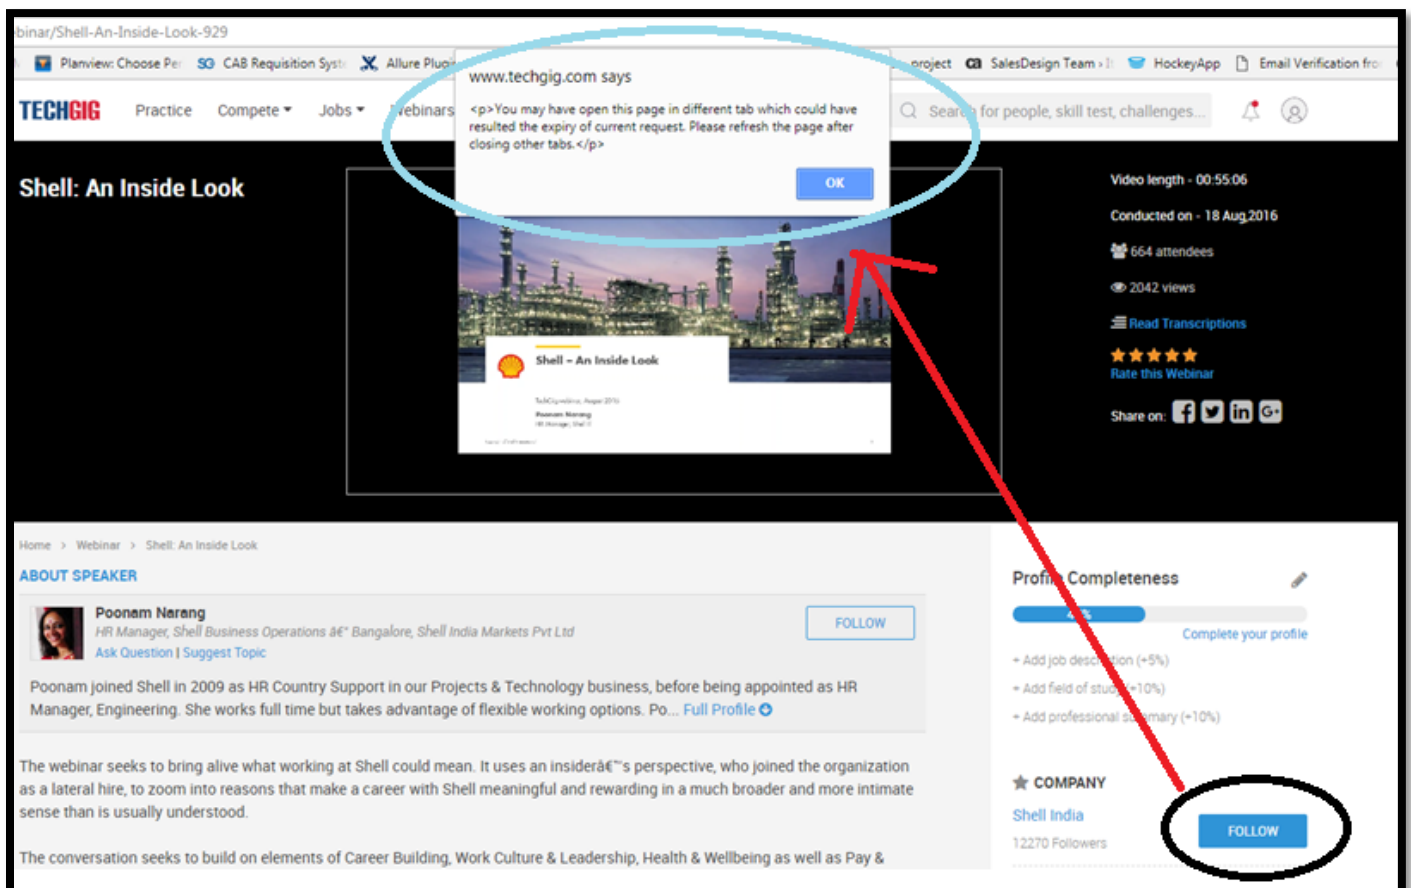 binar/Shell-An-Inside-Look-929
Planview: Choose Per SG CAB Requisition Syst Allure Plugi project ca SalesDesign Team › I HockeyApp Email Verification fro
TECHGIG Practice Compete Jobs Webinars Search for people, skill test, challenges...
www.techgig.com says
<p>You may have open this page in different tab which could have
resulted the expiry of current request. Please refresh the page after
closing other tabs.</p>
OK
Shell: An Inside Look
Shell – An Inside Look
TechGig webinar, August 2016
Poonam Narang
Video length - 00:55:06
Conducted on - 18 Aug,2016
664 attendees
2042 views
Read Transcriptions
Rate this Webinar
Share on:
Home > Webinar > Shell: An Inside Look
ABOUT SPEAKER
Poonam Narang
HR Manager, Shell Business Operations â€“ Bangalore, Shell India Markets Pvt Ltd
Ask Question | Suggest Topic
FOLLOW
Poonam joined Shell in 2009 as HR Country Support in our Projects & Technology business, before being appointed as HR
Manager, Engineering. She works full time but takes advantage of flexible working options. Po... Full Profile
The webinar seeks to bring alive what working at Shell could mean. It uses an insiderâ€™s perspective, who joined the organization
as a lateral hire, to zoom into reasons that make a career with Shell meaningful and rewarding in a much broader and more intimate
sense than is usually understood.
The conversation seeks to build on elements of Career Building, Work Culture & Leadership, Health & Wellbeing as well as Pay &
Profile Completeness
Complete your profile
+ Add job description (+5%)
+ Add field of study (+10%)
+ Add professional summary (+10%)
COMPANY
Shell India
12270 Followers
FOLLOW